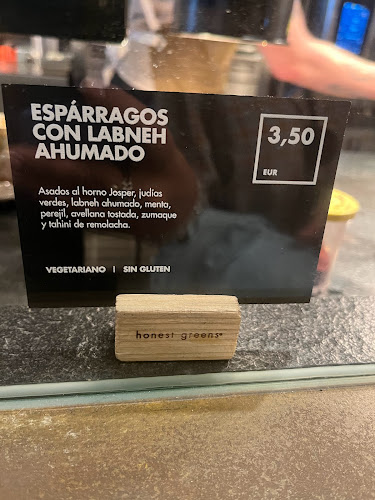 ESPÁRRAGOS
CON LABNEH
AHUMADO
3,50
EUR
Asados al horno Josper, judías
verdes, labneh ahumado, menta,
perejil, avellana tostada, zumaque
y tahini de remolacha.
VEGETARIANO | SIN GLUTEN
honest greens®